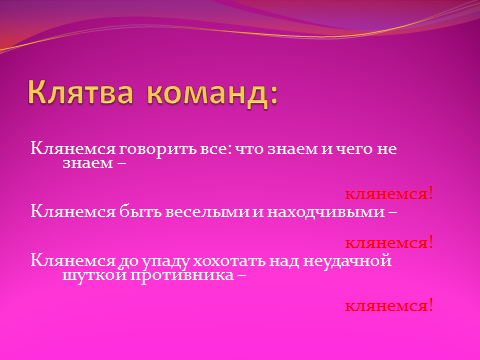 Клятва команд:
Клянемся говорить все: что знаем и чего не
знаем –
клянемся!
Клянемся быть веселыми и находчивыми –
клянемся!
Клянемся до упаду хохотать над неудачной
шуткой противника –
клянемся!